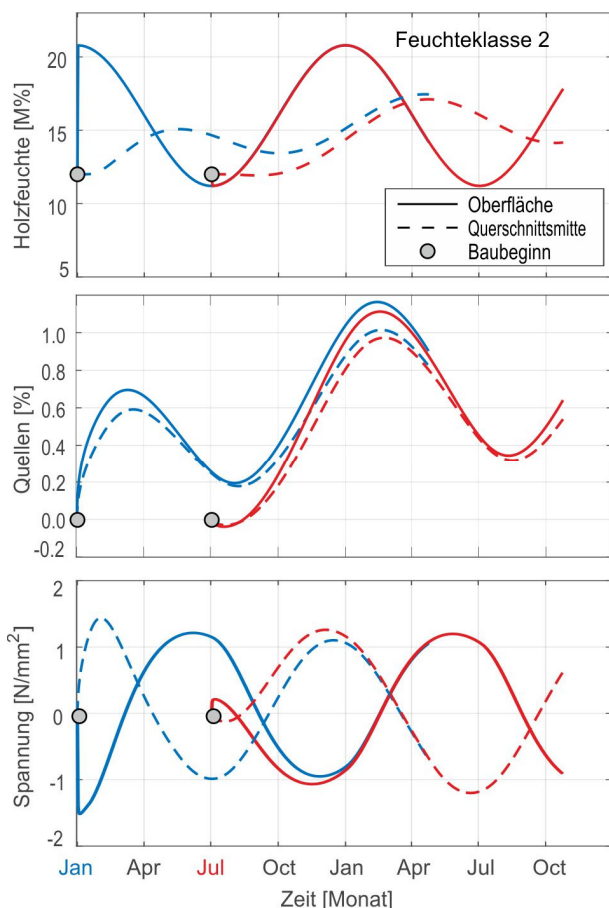 Feuchteklasse 2
Holzfeuchte [M%]
20
15
10
5
Oberfläche
Querschnittsmitte
Baubeginn
Quellen [%]
1.0
0.8
0.6
0.4
0.2
0.0
-0.2
Spannung [N/mm²]
2
1
0
-1
-2
Jan Apr Jul Oct Jan Apr Jul Oct
Zeit [Monat]